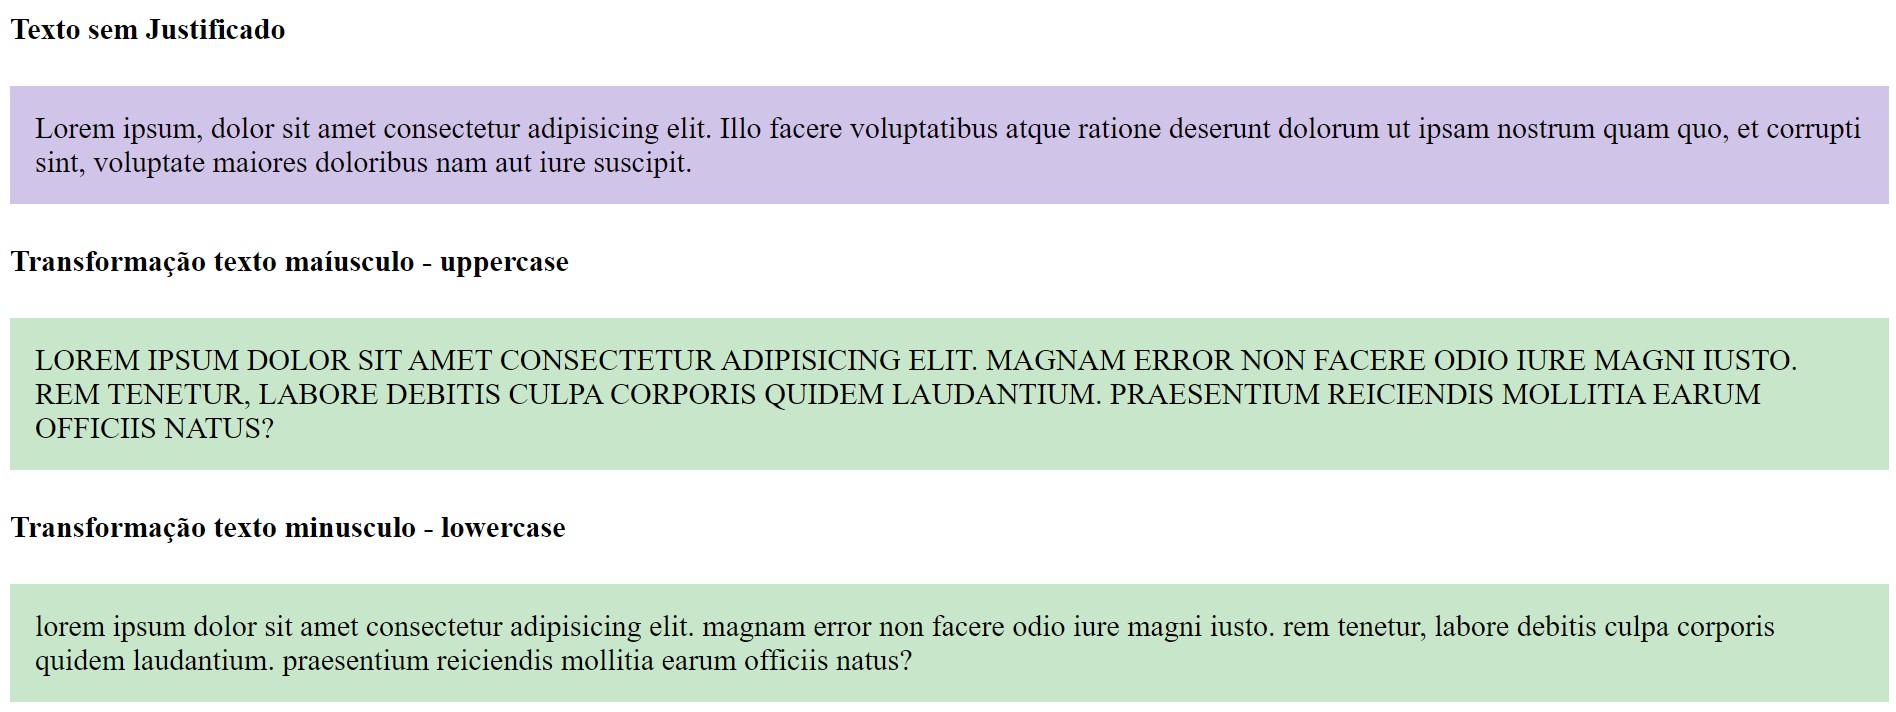 Texto sem Justificado
Lorem ipsum, dolor sit amet consectetur adipisicing elit. Illo facere voluptatibus atque ratione deserunt dolorum ut ipsam nostrum quam quo, et corrupti
sint, voluptate maiores doloribus nam aut iure suscipit.
Transformação texto maíusculo - uppercase
LOREM IPSUM DOLOR SIT AMET CONSECTETUR ADIPISICING ELIT. MAGNAM ERROR NON FACERE ODIO IURE MAGNI IUSTO.
REM TENETUR, LABORE DEBITIS CULPA CORPORIS QUIDEM LAUDANTIUM. PRAESENTIUM REICIENDIS MOLLITIA EARUM
OFFICIIS NATUS?
Transformação texto minusculo - lowercase
lorem ipsum dolor sit amet consectetur adipisicing elit. magnam error non facere odio iure magni iusto. rem tenetur, labore debitis culpa corporis
quidem laudantium. praesentium reiciendis mollitia earum officiis natus?